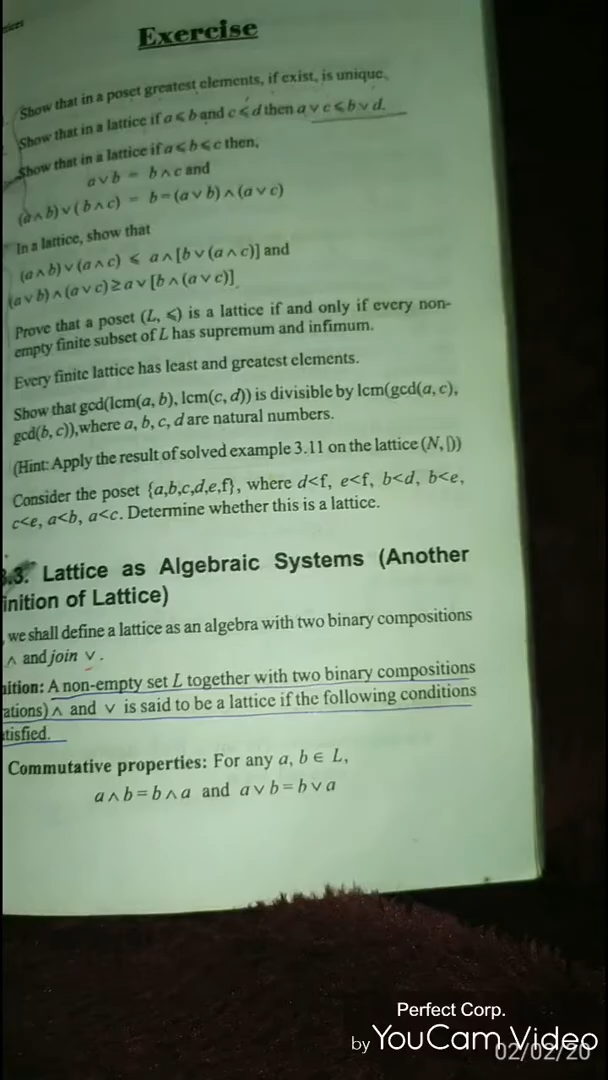 Exercise
Show that in a poset greatest elements, if exist, is unique.
Show that in a lattice if a ⩽ b and c ⩽ d then a ∨ c ⩽ b ∨ d.
Show that in a lattice if a ⩽ b ⩽ c then,
a ∨ b = b ∧ c and
(a ∧ b) ∨ (b ∧ c) = b = (a ∨ b) ∧ (a ∨ c)
In a lattice, show that
(a ∧ b) ∨ (a ∧ c) ⩽ a ∧ [b ∨ (a ∧ c)] and
(a ∨ b) ∧ (a ∨ c) ≥ a ∨ [b ∧ (a ∨ c)]
Prove that a poset (L, ⩽) is a lattice if and only if every non-
empty finite subset of L has supremum and infimum.
Every finite lattice has least and greatest elements.
Show that gcd(lcm(a, b), lcm(c, d)) is divisible by lcm(gcd(a, c),
gcd(b, c)), where a, b, c, d are natural numbers.
(Hint: Apply the result of solved example 3.11 on the lattice (N, |))
Consider the poset {a,b,c,d,e,f}, where d<f, e<f, b<d, b<e,
c<e, a<b, a<c. Determine whether this is a lattice.
3.3. Lattice as Algebraic Systems (Another
inition of Lattice)
we shall define a lattice as an algebra with two binary compositions
∧ and join ∨.
nition: A non-empty set L together with two binary compositions
ations) ∧ and ∨ is said to be a lattice if the following conditions
tisfied.
Commutative properties: For any a, b ∈ L,
a ∧ b = b ∧ a and a ∨ b = b ∨ a
Perfect Corp.
by YouCam Video
02/02/20